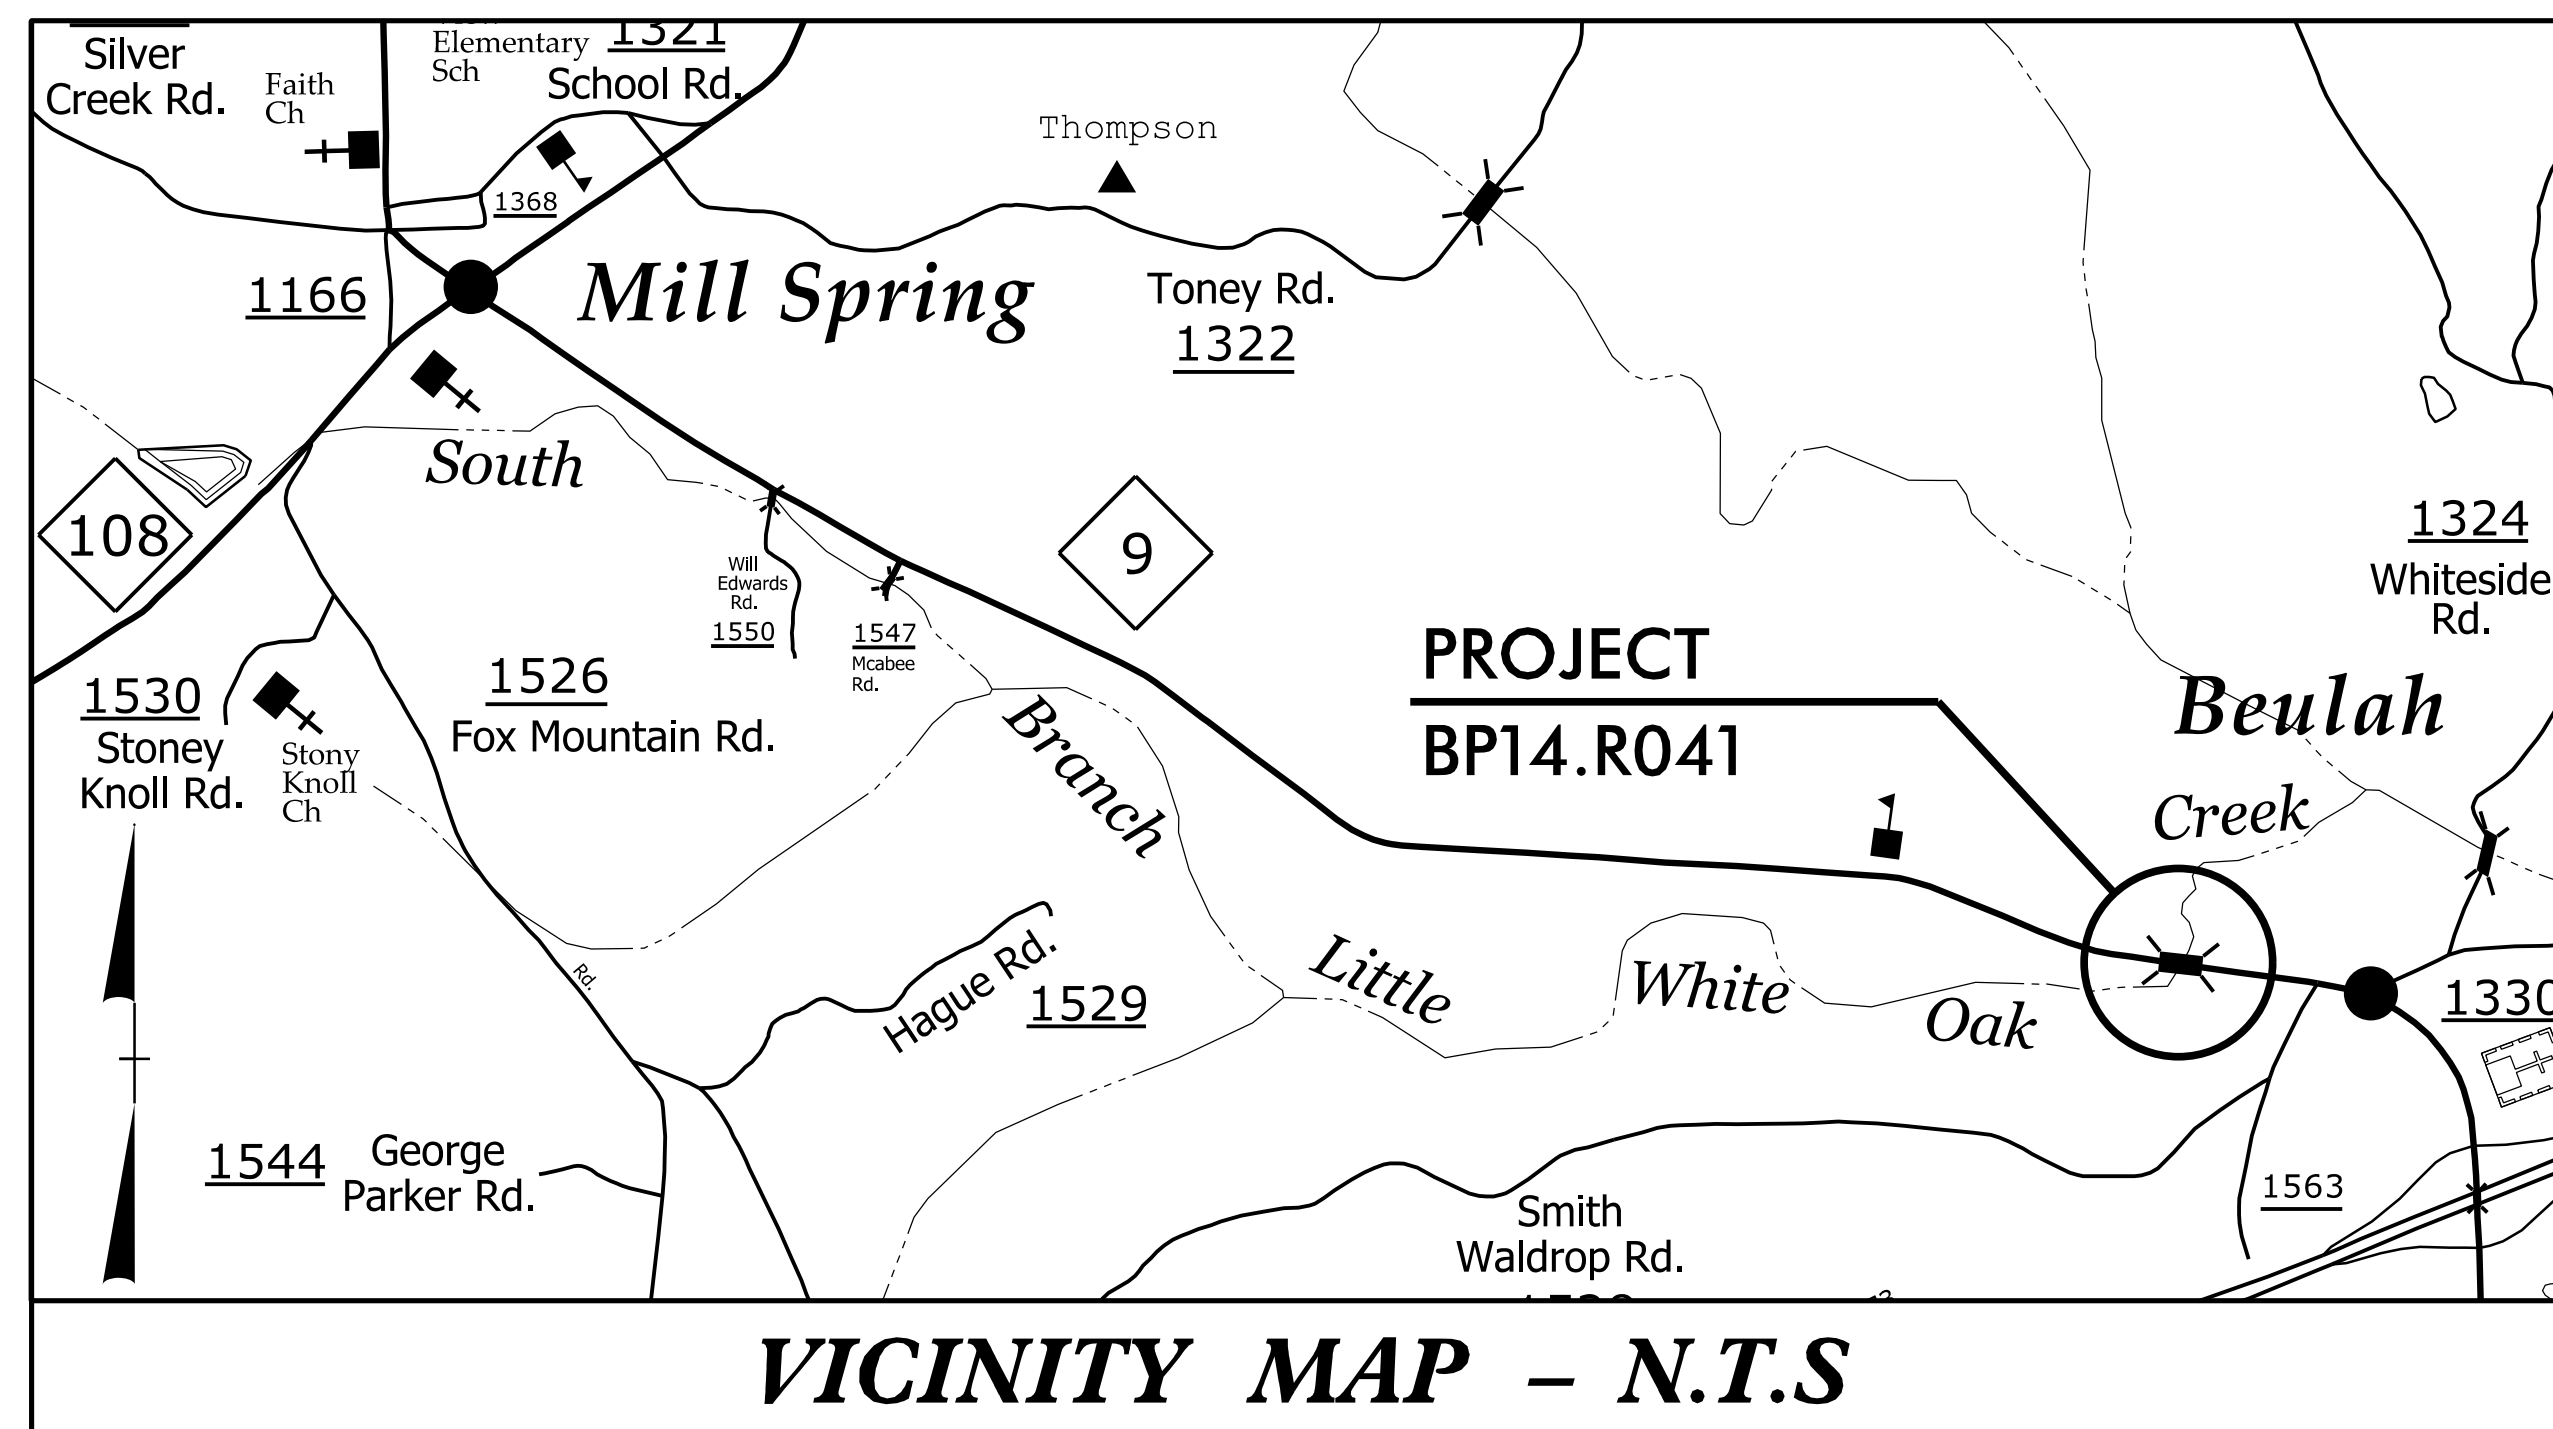 Silver
Creek Rd.
Faith
Ch
Elementary
Sch
1321
School Rd.
1368
Thompson
1166
Mill Spring
Toney Rd.
1322
South
108
9
1324
Whiteside
Rd.
Will
Edwards
Rd.
1550
1547
Mcabee
Rd.
PROJECT
BP14.R041
1530
Stoney
Knoll Rd.
Stony
Knoll
Ch
1526
Fox Mountain Rd.
Branch
Beulah
Creek
Rd.
Hague Rd.
1529
Little
White
Oak
1330
1544
George
Parker Rd.
1563
Smith
Waldrop Rd.
VICINITY MAP – N.T.S